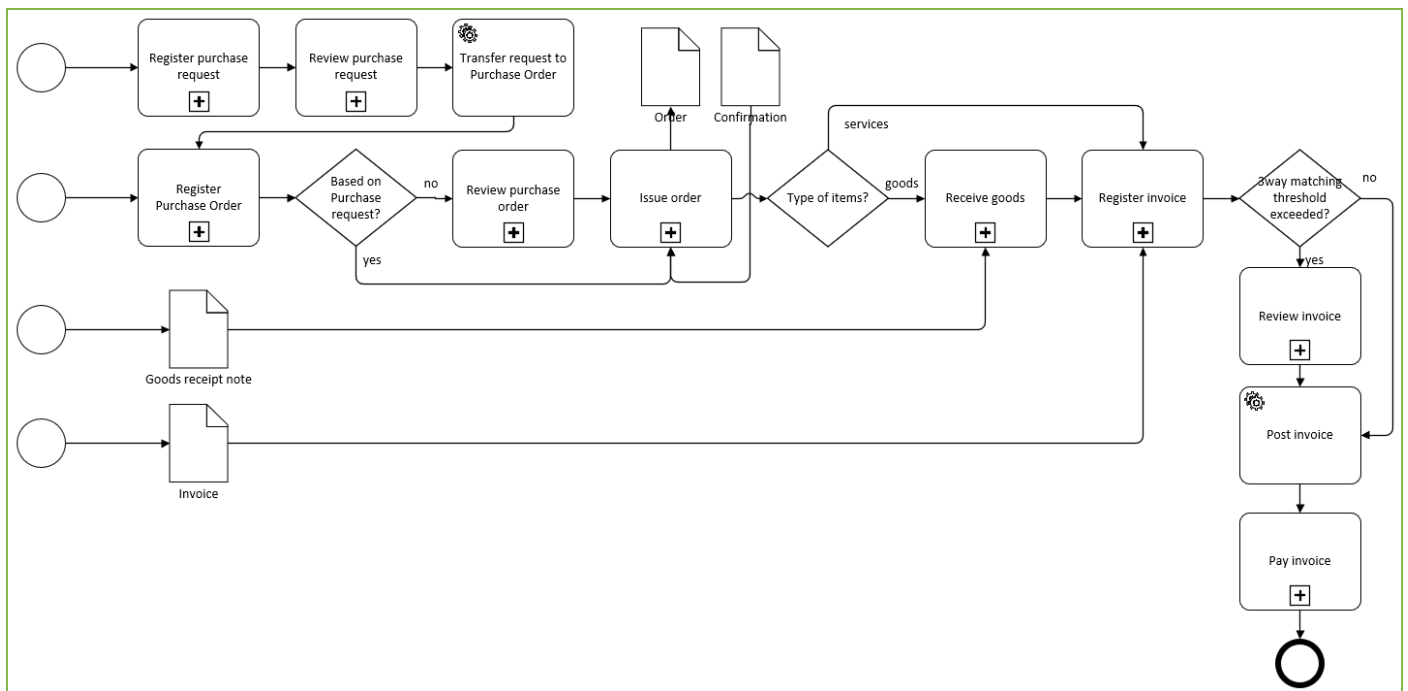 Register purchase
request
Review purchase
request
Transfer request to
Purchase Order
Order
Confirmation
services
Register
Purchase Order
Based on
Purchase
request?
no
yes
Review purchase
order
Issue order
Type of items?
goods
Receive goods
Register invoice
3way matching
threshold
exceeded?
no
yes
Review invoice
Goods receipt note
Post invoice
Invoice
Pay invoice